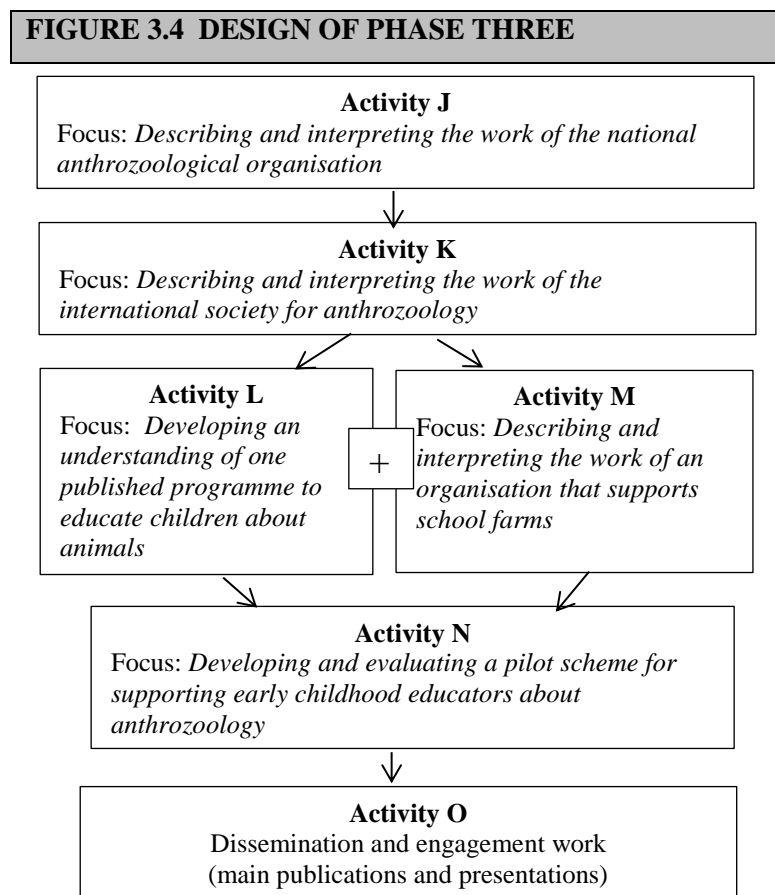 FIGURE 3.4 DESIGN OF PHASE THREE
Activity J
Focus: Describing and interpreting the work of the national
anthrozoological organisation
Activity K
Focus: Describing and interpreting the work of the
international society for anthrozoology
Activity L
Focus: Developing an
understanding of one
published programme to
educate children about
animals
+
Activity M
Focus: Describing and
interpreting the work of an
organisation that supports
school farms
Activity N
Focus: Developing and evaluating a pilot scheme for
supporting early childhood educators about
anthrozoology
Activity O
Dissemination and engagement work
(main publications and presentations)